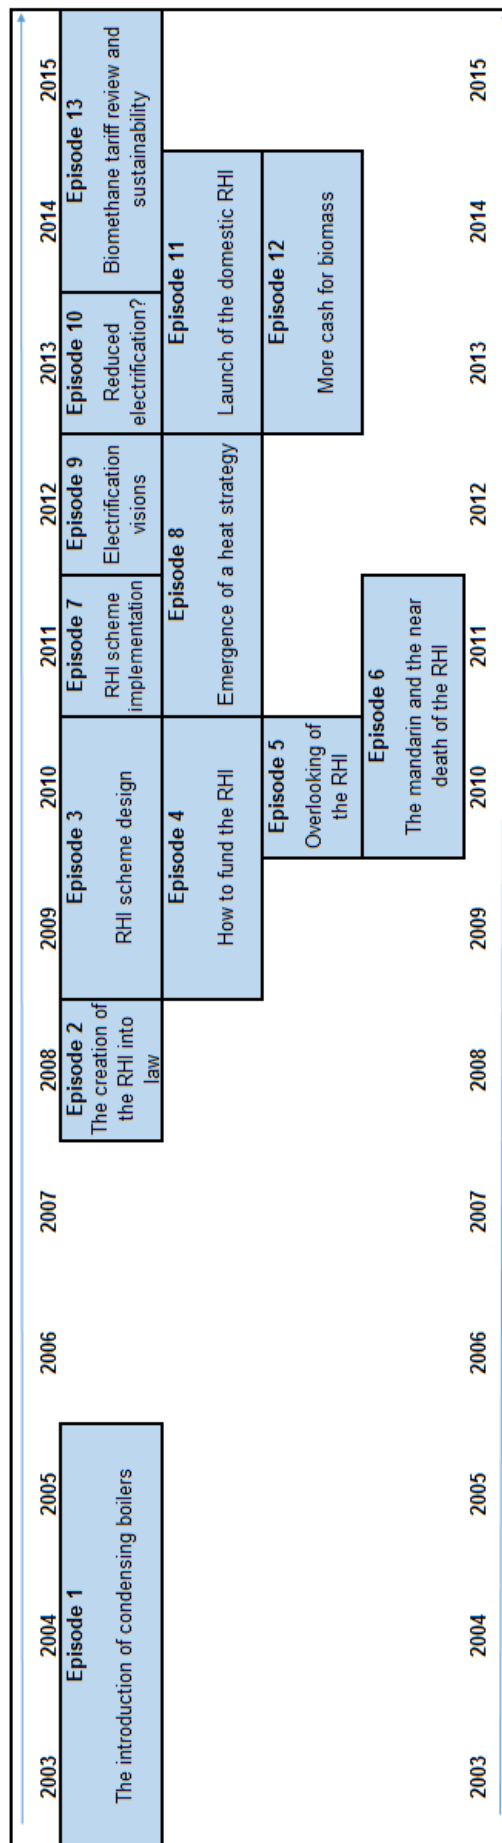 2003 2004 2005 2006 2007 2008 2009 2010 2011 2012 2013 2014 2015
Episode 1
The introduction of condensing boilers
Episode 2
The creation of
the RHI into
law
Episode 3
RHI scheme design
Episode 7
RHI scheme
implementation
Episode 9
Electrification
visions
Episode 10
Reduced
electrification?
Episode 13
Biomethane tariff review and
sustainability
Episode 4
How to fund the RHI
Episode 8
Emergence of a heat strategy
Episode 11
Launch of the domestic RHI
Episode 5
Overlooking of
the RHI
Episode 12
More cash for biomass
Episode 6
The mandarin and the near
death of the RHI
2003 2004 2005 2006 2007 2008 2009 2010 2011 2012 2013 2014 2015